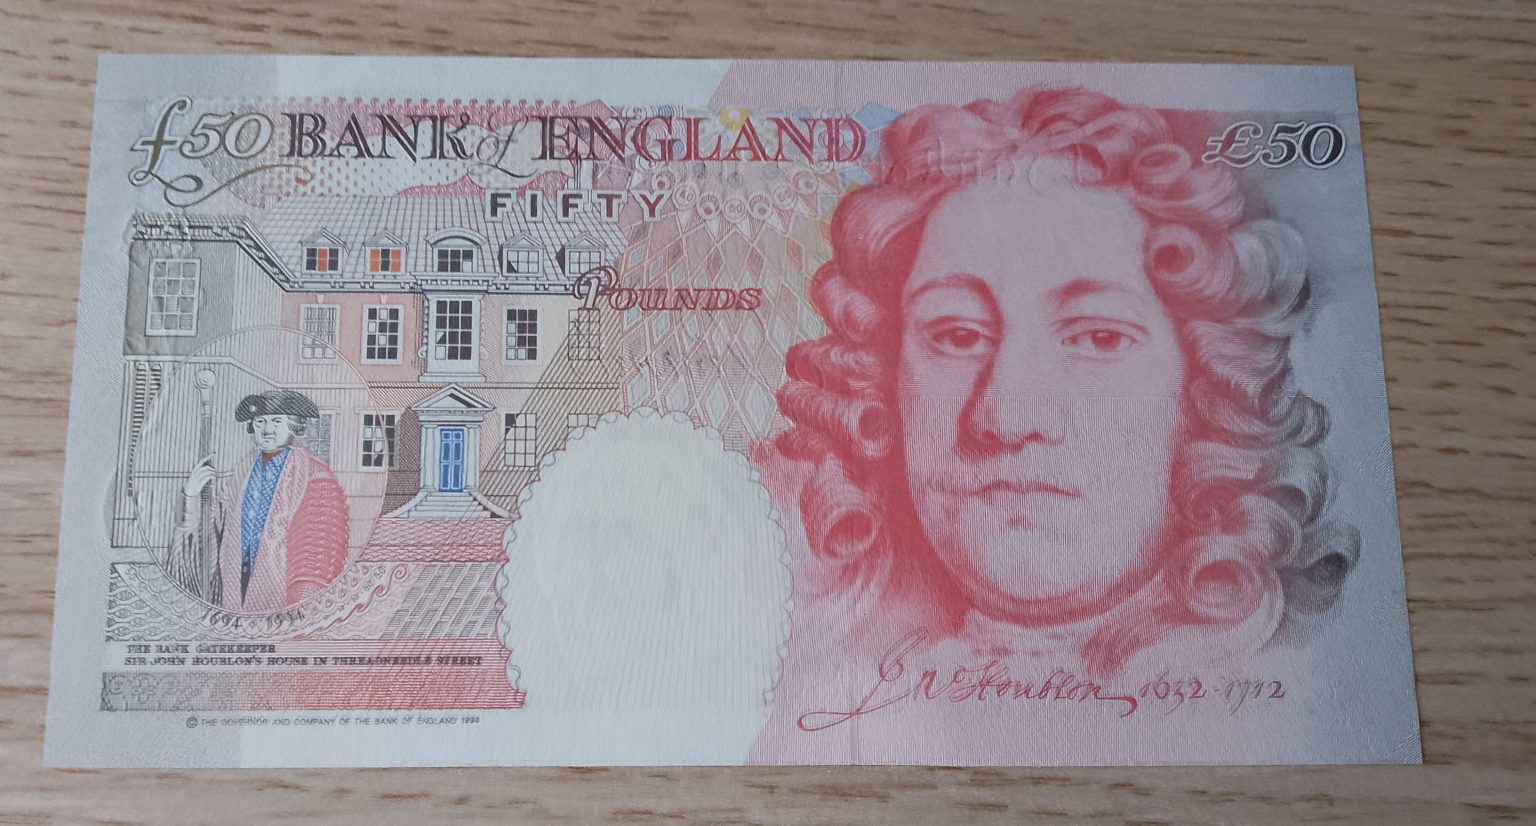 £50 BANK of ENGLAND £50
FIFTY
POUNDS
1694 • 1994
THE BANK GATEKEEPER
SIR JOHN HOUBLON'S HOUSE IN THREADNEEDLE STREET
© THE GOVERNOR AND COMPANY OF THE BANK OF ENGLAND 1994
Jn°. Houblon 1632-1712